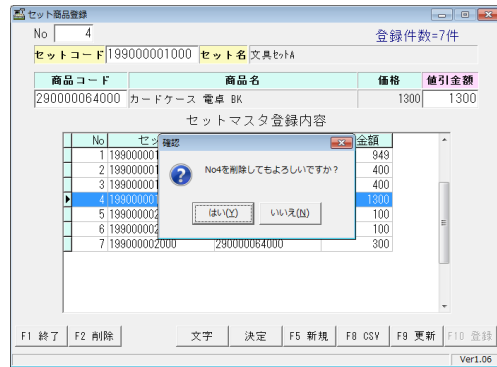 セット商品登録
No 4 登録件数=7件
セットコード 199000001000 セット名 文具セットA
商品コード 商品名 価格 値引金額
290000064000 カードケース 電卓 BK 1300 1300
セットマスタ登録内容
No セッ 金額
1 199000001 949
2 199000001 400
3 199000001 400
4 199000001 1300
5 1990000002 100
6 1990000002 100
7 199000002000 290000064000 300
確認
No4を削除してもよろしいですか?
はい(Y) いいえ(N)
F1 終了 F2 削除 文字 決定 F5 新規 F8 CSV F9 更新 F10 登録
Ver1.06